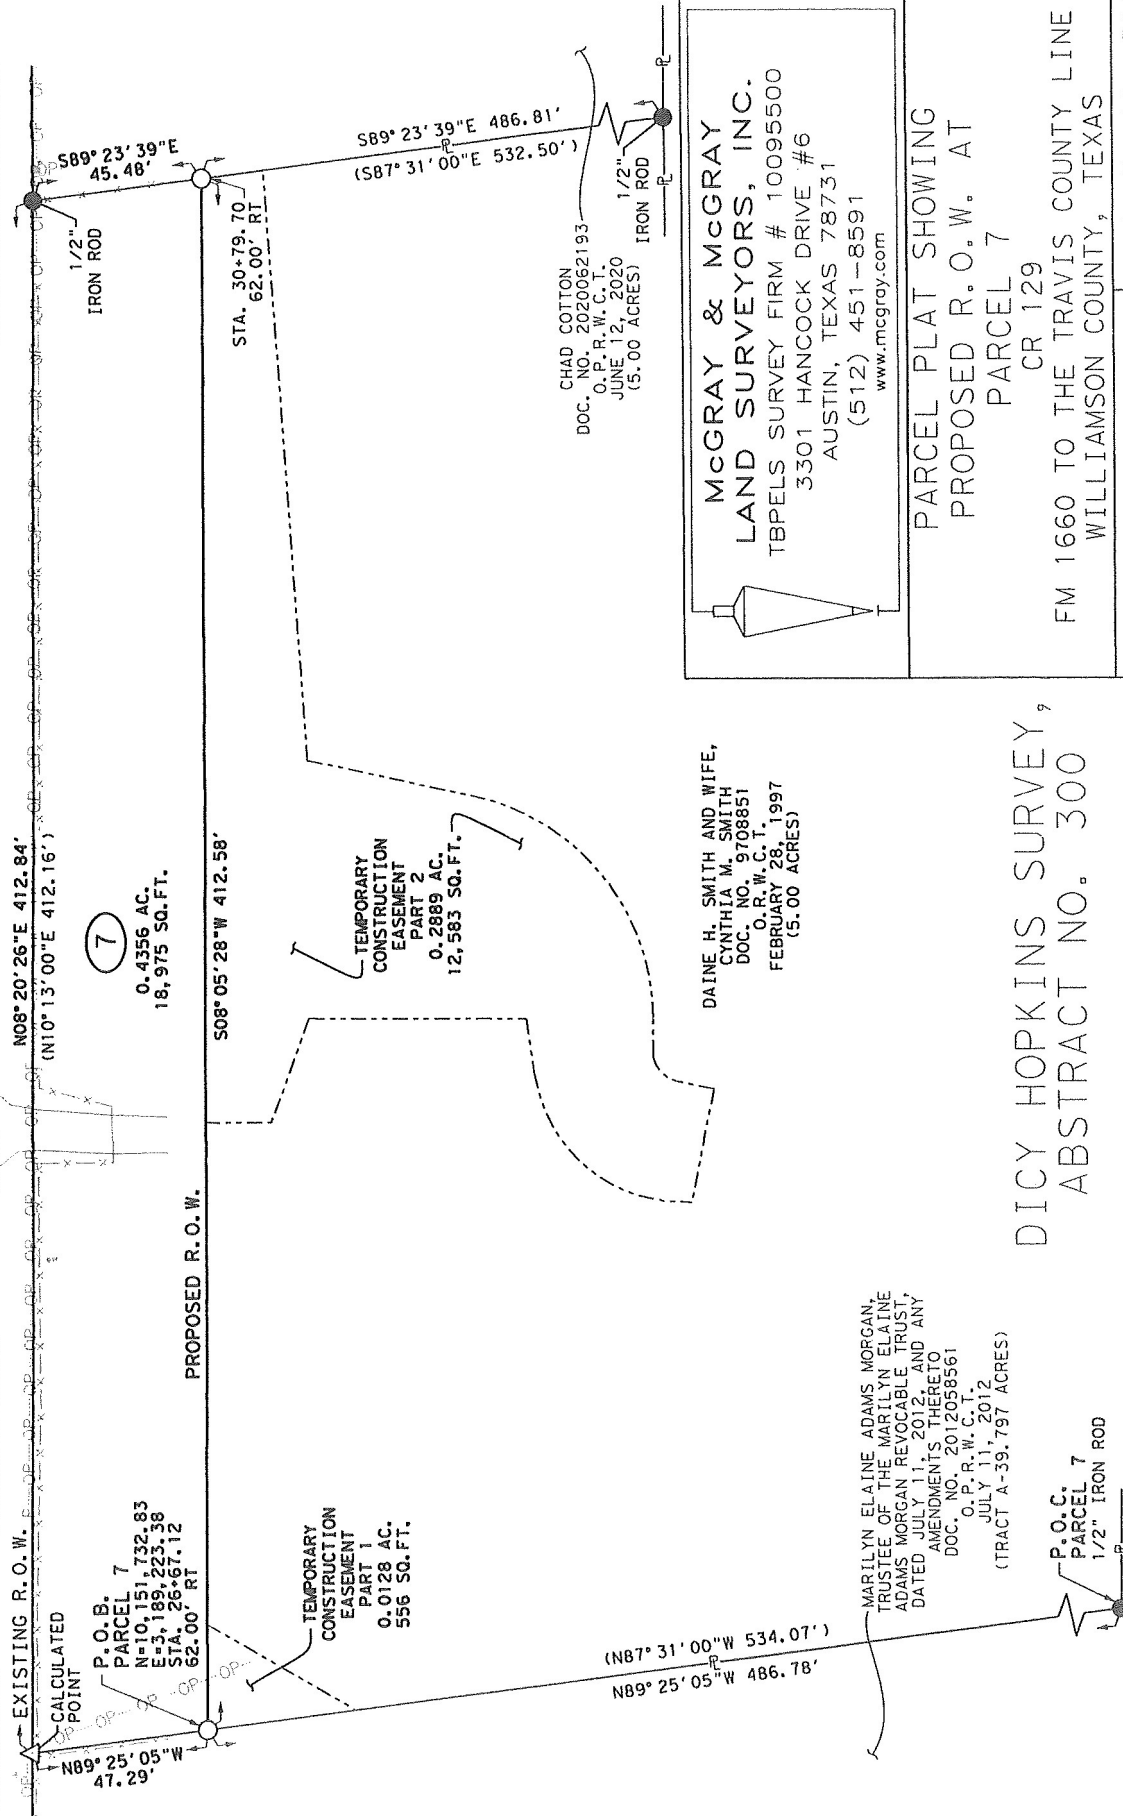 EXISTING R.O.W.
CALCULATED
POINT
P.O.B.
PARCEL 7
N=10,151,732.83
E=3,189,223.38
STA. 26+67.12
62.00' RT
N89°25'05"W
47.29'
N08°20'26"E 412.84'
(N10°13'00"E 412.16')
7
0.4356 AC.
18,975 SQ.FT.
PROPOSED R.O.W.
S08°05'28"W 412.58'
1/2"
IRON ROD
S89°23'39"E
45.48'
STA. 30+79.70
62.00' RT
S89°23'39"E 486.81'
PL
(S87°31'00"E 532.50')
1/2"
IRON ROD
PL
PL
CHAD COTTON
DOC. NO. 2020062193
O.P.R.W.C.T.
JUNE 12, 2020
(5.00 ACRES)
TEMPORARY
CONSTRUCTION
EASEMENT
PART 1
0.0128 AC.
556 SQ.FT.
TEMPORARY
CONSTRUCTION
EASEMENT
PART 2
0.2889 AC.
12,583 SQ.FT.
DAINE H. SMITH AND WIFE,
CYNTHIA M. SMITH
DOC. NO. 9708851
O.R.W.C.T.
FEBRUARY 28, 1997
(5.00 ACRES)
(N87°31'00"W 534.07')
PL
N89°25'05"W 486.78'
MARILYN ELAINE ADAMS MORGAN,
TRUSTEE OF THE MARILYN ELAINE
ADAMS MORGAN REVOCABLE TRUST,
DATED JULY 11, 2012, AND ANY
AMENDMENTS THERETO
DOC. NO. 2012058561
O.P.R.W.C.T.
JULY 11, 2012
(TRACT A-39.797 ACRES)
P.O.C.
PARCEL 7
1/2" IRON ROD
PL
DICY HOPKINS SURVEY,
ABSTRACT NO. 300
McGRAY & McGRAY
LAND SURVEYORS, INC.
TBPELS SURVEY FIRM # 10095500
3301 HANCOCK DRIVE #6
AUSTIN, TEXAS 78731
(512) 451-8591
www.mcgray.com
PARCEL PLAT SHOWING
PROPOSED R.O.W. AT
PARCEL 7
CR 129
FM 1660 TO THE TRAVIS COUNTY LINE
WILLIAMSON COUNTY, TEXAS